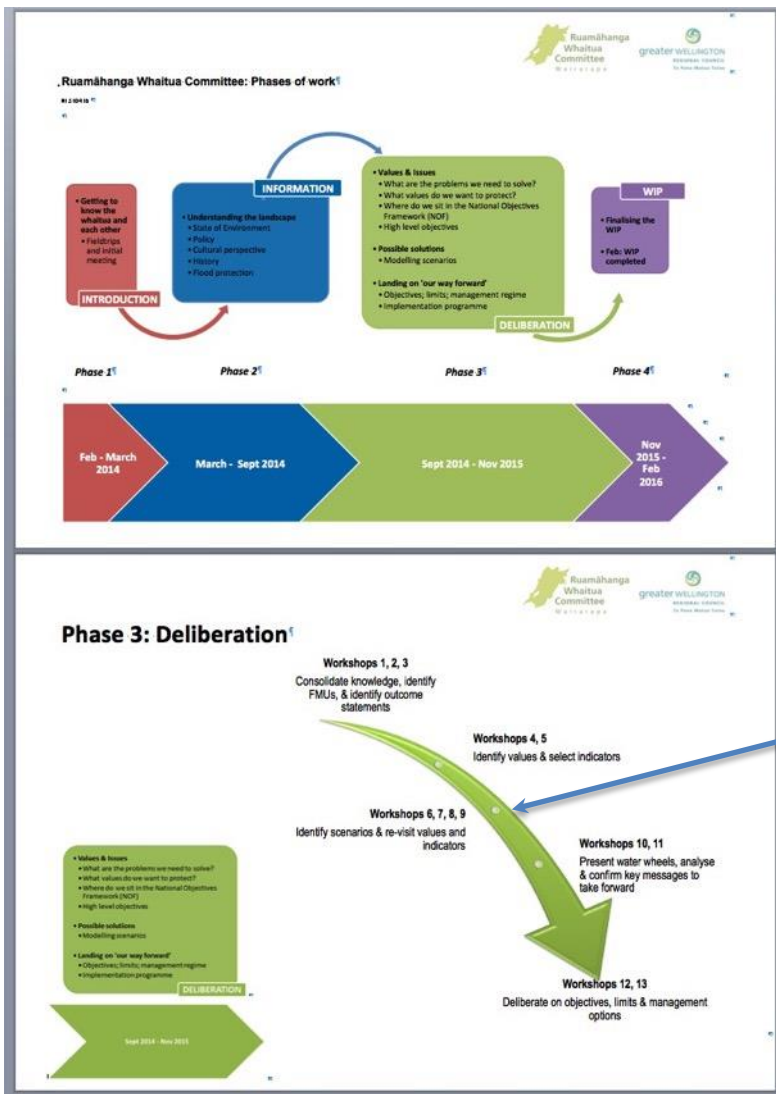 Ruamāhanga
Whaitua
Committee
Wairarapa
greater WELLINGTON
REGIONAL COUNCIL
Te Pane Matua Taiao
Ruamāhanga Whaitua Committee: Phases of work
• Getting to
know the
whaitua and
each other
• Fieldtrips
and initial
meeting
INTRODUCTION
INFORMATION
• Understanding the landscape
• State of Environment
• Policy
• Cultural perspective
• History
• Flood protection
• Values & Issues
• What are the problems we need to solve?
• What values do we want to protect?
• Where do we sit in the National Objectives
Framework (NOF)
• High level objectives
• Possible solutions
• Modelling scenarios
• Landing on 'our way forward'
• Objectives; limits; management regime
• Implementation programme
DELIBERATION
WIP
• Finalising the
WIP
• Feb: WIP
completed
Phase 1
Phase 2
Phase 3
Phase 4
Feb - March
2014
March - Sept 2014
Sept 2014 - Nov 2015
Nov
2015 -
Feb
2016
Ruamāhanga
Whaitua
Committee
Wairarapa
greater WELLINGTON
REGIONAL COUNCIL
Te Pane Matua Taiao
Phase 3: Deliberation
Workshops 1, 2, 3
Consolidate knowledge, identify
FMUs, & identify outcome
statements
Workshops 4, 5
Identify values & select indicators
Workshops 6, 7, 8, 9
Identify scenarios & re-visit values and
indicators
Workshops 10, 11
Present water wheels, analyse
& confirm key messages to
take forward
Workshops 12, 13
Deliberate on objectives, limits & management
options
• Values & Issues
• What are the problems we need to solve?
• What values do we want to protect?
• Where do we sit in the National Objectives
Framework (NOF)
• High level objectives
• Possible solutions
• Modelling scenarios
• Landing on 'our way forward'
• Objectives; limits; management regime
• Implementation programme
DELIBERATION
Sept 2014 - Nov 2015